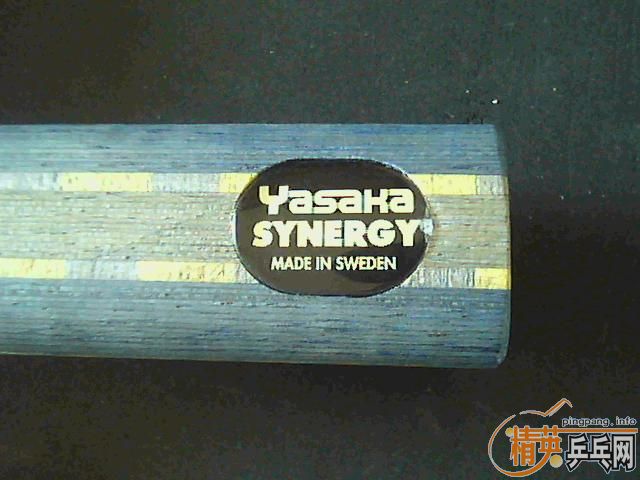 Yasaka
SYNERGY
MADE IN SWEDEN
pingpang.info
精英乒乓网